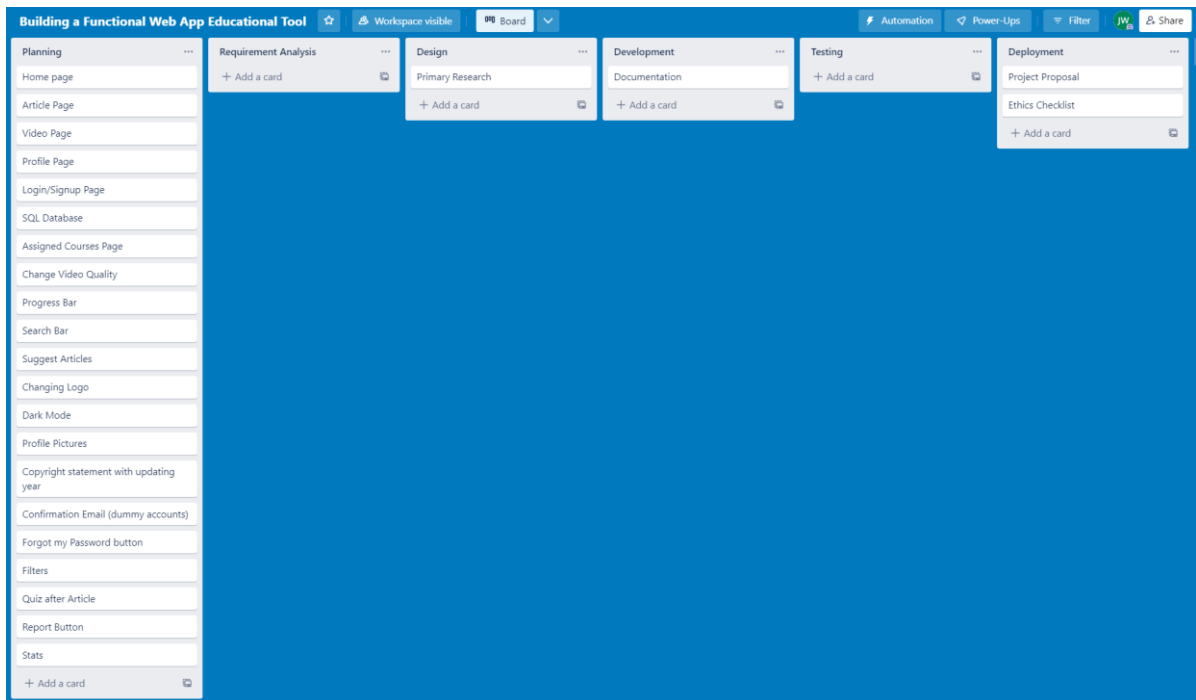 Building a Functional Web App Educational Tool
Workspace visible
Board
Automation
Power-Ups
Filter
JW
Share
Planning
Home page
Article Page
Video Page
Profile Page
Login/Signup Page
SQL Database
Assigned Courses Page
Change Video Quality
Progress Bar
Search Bar
Suggest Articles
Changing Logo
Dark Mode
Profile Pictures
Copyright statement with updating
year
Confirmation Email (dummy accounts)
Forgot my Password button
Filters
Quiz after Article
Report Button
Stats
+ Add a card
Requirement Analysis
+ Add a card
Design
Primary Research
+ Add a card
Development
Documentation
+ Add a card
Testing
+ Add a card
Deployment
Project Proposal
Ethics Checklist
+ Add a card